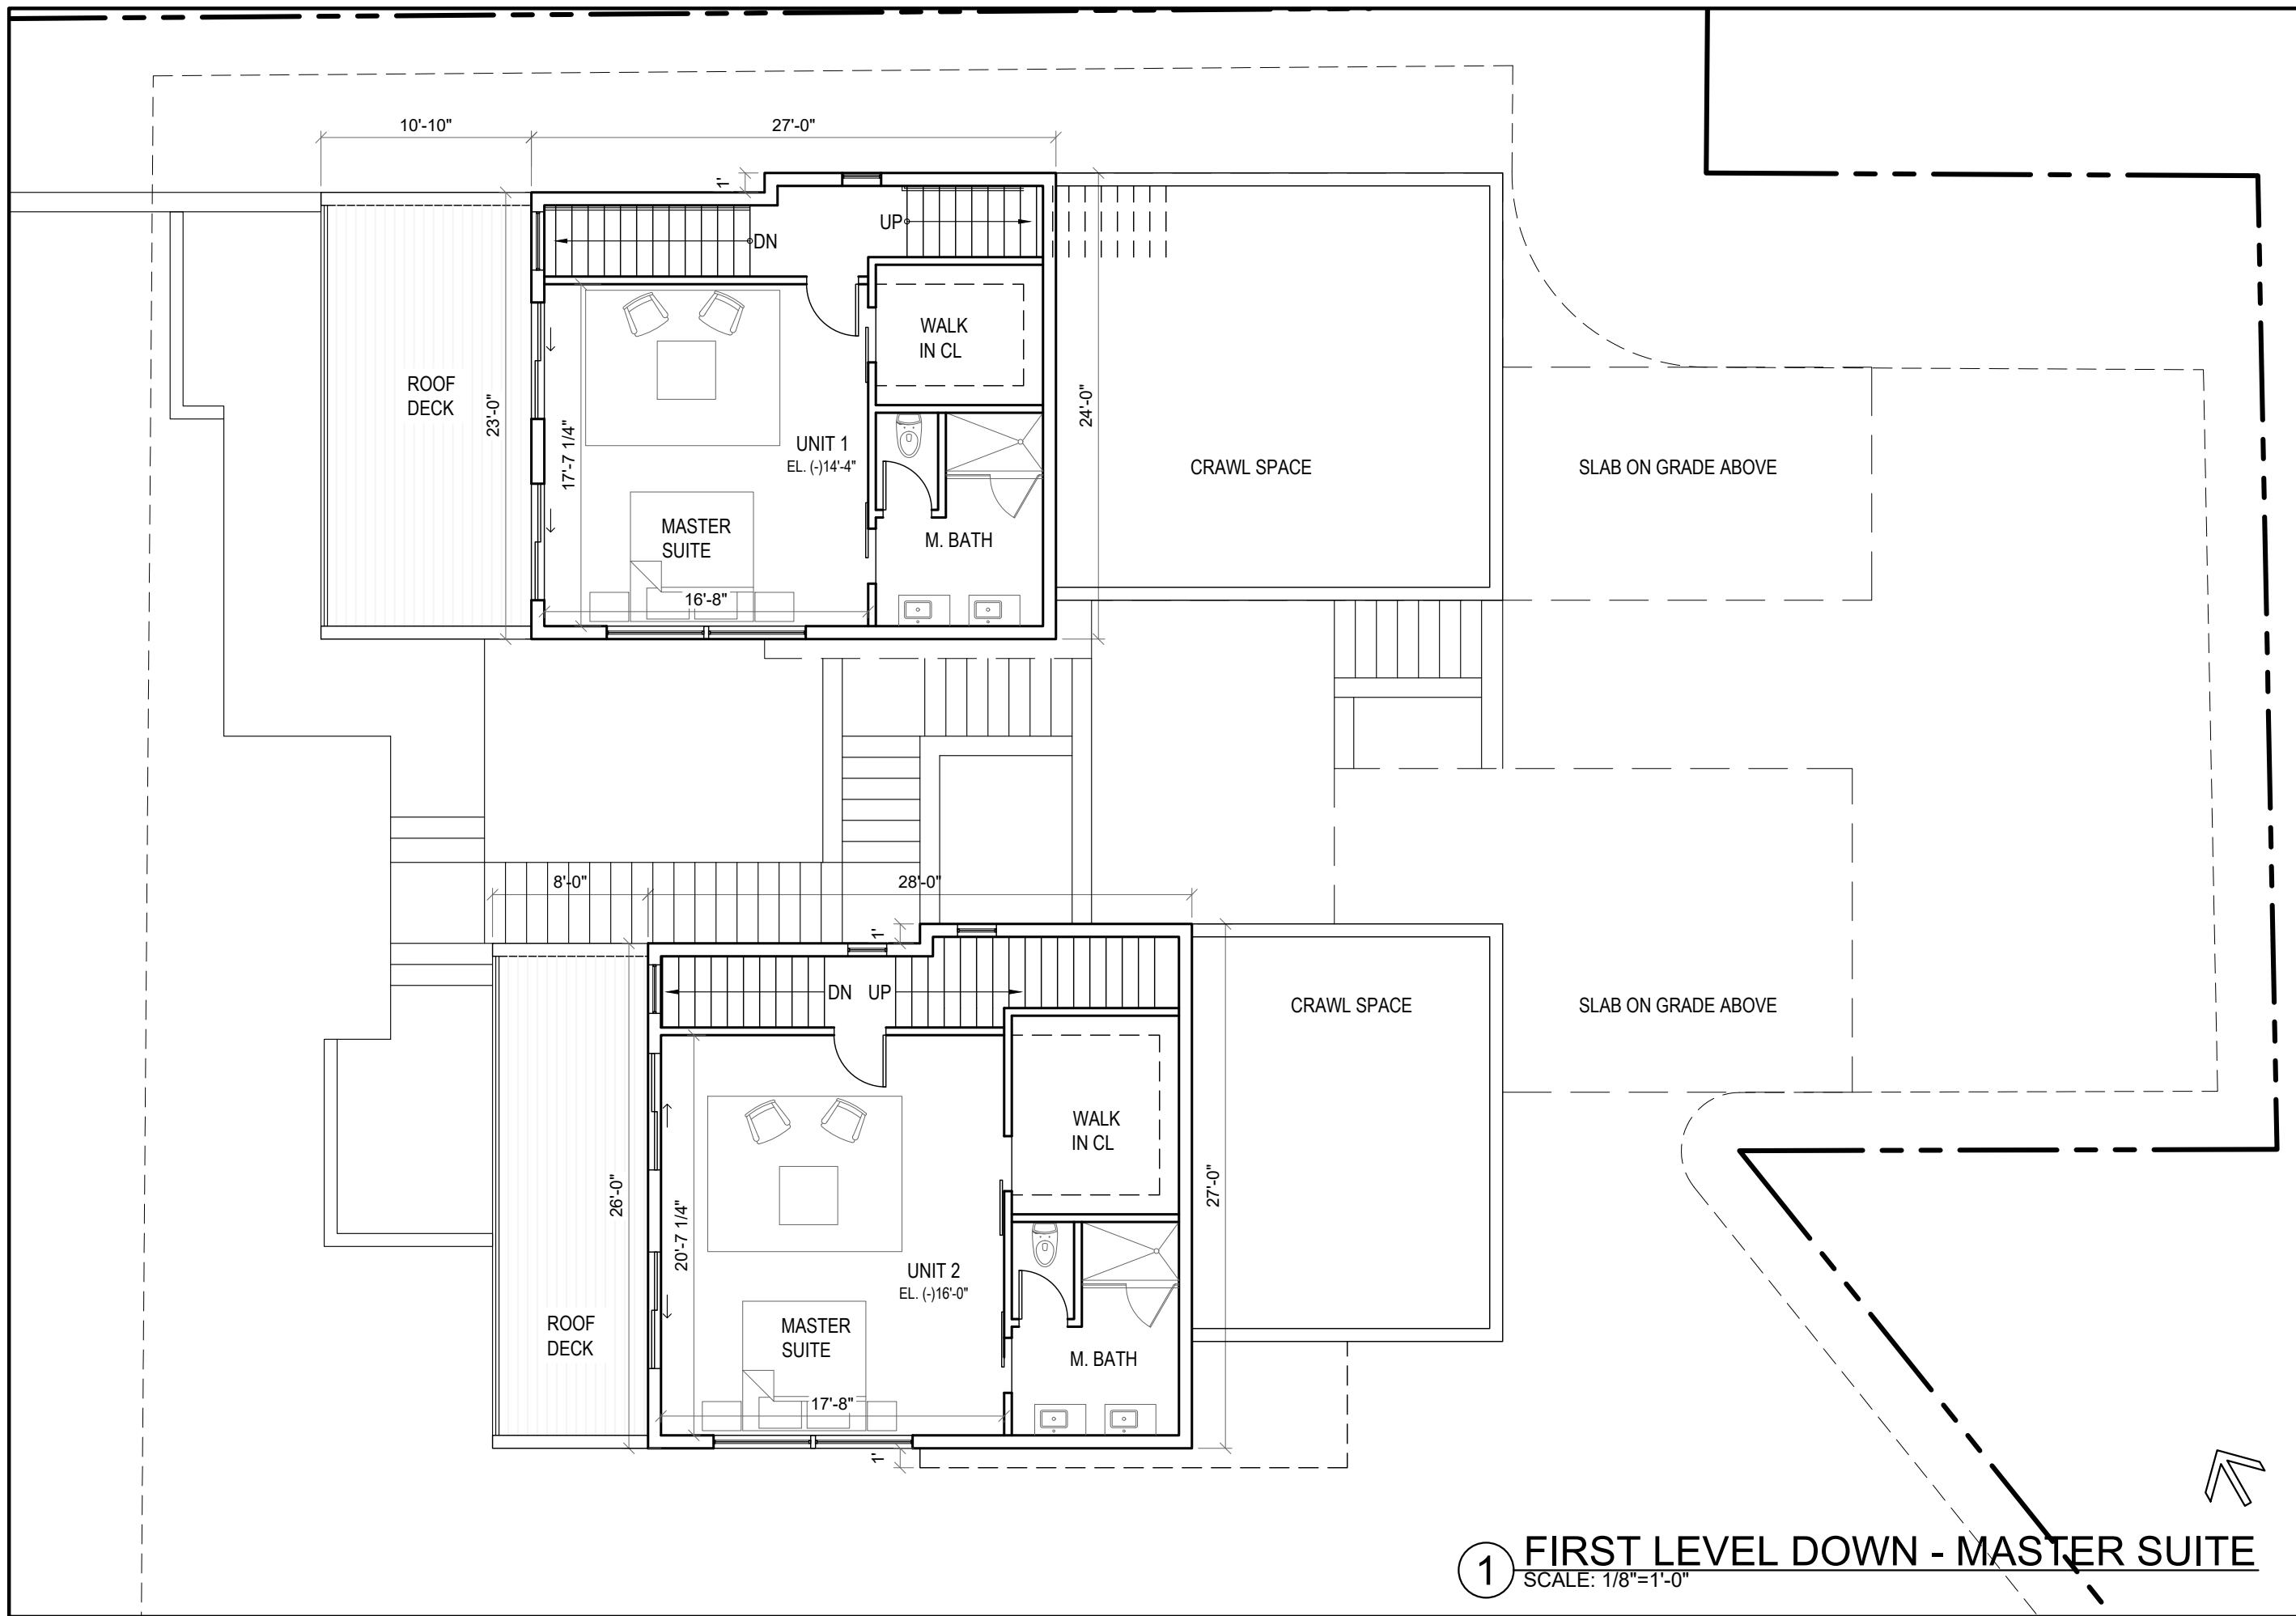 10'-10"
27'-0"
1'
UP
DN
WALK
IN CL
ROOF
DECK
23'-0"
24'-0"
17'-7 1/4"
UNIT 1
EL. (-)14'-4"
CRAWL SPACE
SLAB ON GRADE ABOVE
MASTER
SUITE
M. BATH
16'-8"
8'-0"
28'-0"
1'
DN
UP
CRAWL SPACE
SLAB ON GRADE ABOVE
WALK
IN CL
26'-0"
27'-0"
20'-7 1/4"
UNIT 2
EL. (-)16'-0"
ROOF
DECK
MASTER
SUITE
M. BATH
17'-8"
1'
1
FIRST LEVEL DOWN - MASTER SUITE
SCALE: 1/8"=1'-0"